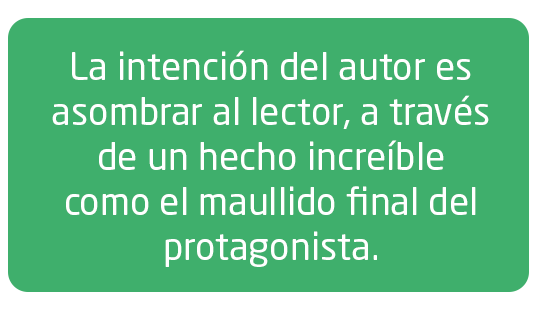 La intención del autor es
asombrar al lector, a través
de un hecho increíble
como el maullido final del
protagonista.